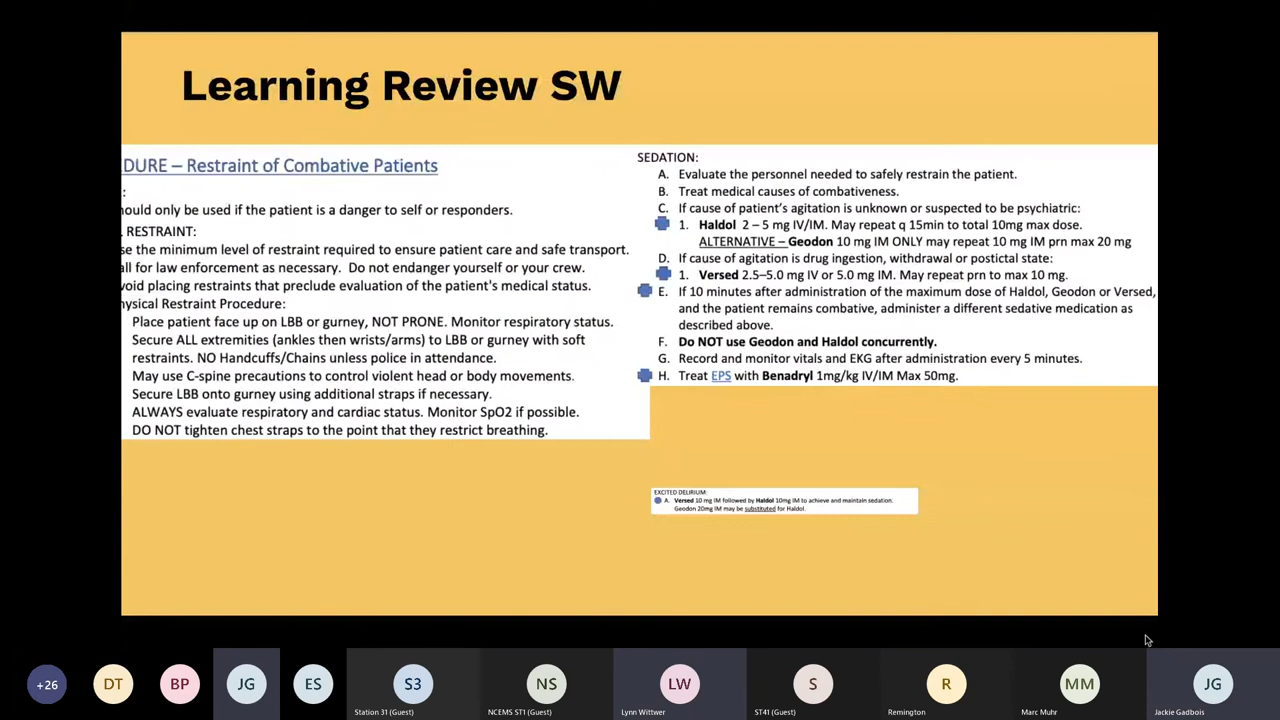 Learning Review SW
DURE – Restraint of Combative Patients
:
ould only be used if the patient is a danger to self or responders.
RESTRAINT:
se the minimum level of restraint required to ensure patient care and safe transport.
all for law enforcement as necessary. Do not endanger yourself or your crew.
void placing restraints that preclude evaluation of the patient's medical status.
hysical Restraint Procedure:
Place patient face up on LBB or gurney, NOT PRONE. Monitor respiratory status.
Secure ALL extremities (ankles then wrists/arms) to LBB or gurney with soft
restraints. NO Handcuffs/Chains unless police in attendance.
May use C-spine precautions to control violent head or body movements.
Secure LBB onto gurney using additional straps if necessary.
ALWAYS evaluate respiratory and cardiac status. Monitor SpO2 if possible.
DO NOT tighten chest straps to the point that they restrict breathing.
SEDATION:
A. Evaluate the personnel needed to safely restrain the patient.
B. Treat medical causes of combativeness.
C. If cause of patient's agitation is unknown or suspected to be psychiatric:
1. Haldol 2 – 5 mg IV/IM. May repeat q 15min to total 10mg max dose.
ALTERNATIVE – Geodon 10 mg IM ONLY may repeat 10 mg IM prn max 20 mg
D. If cause of agitation is drug ingestion, withdrawal or postictal state:
1. Versed 2.5–5.0 mg IV or 5.0 mg IM. May repeat prn to max 10 mg.
E. If 10 minutes after administration of the maximum dose of Haldol, Geodon or Versed,
and the patient remains combative, administer a different sedative medication as
described above.
F. Do NOT use Geodon and Haldol concurrently.
G. Record and monitor vitals and EKG after administration every 5 minutes.
H. Treat EPS with Benadryl 1mg/kg IV/IM Max 50mg.
EXCITED DELIRIUM:
A. Versed 10 mg IM followed by Haldol 10mg IM to achieve and maintain sedation.
Geodon 20mg IM may be substituted for Haldol.
+26 DT BP JG ES S3 NS LW S R MM JG
Station 31 (Guest) NCEMS ST1 (Guest) Lynn Wittwer ST41 (Guest) Remington Marc Muhr Jackie Gadbois